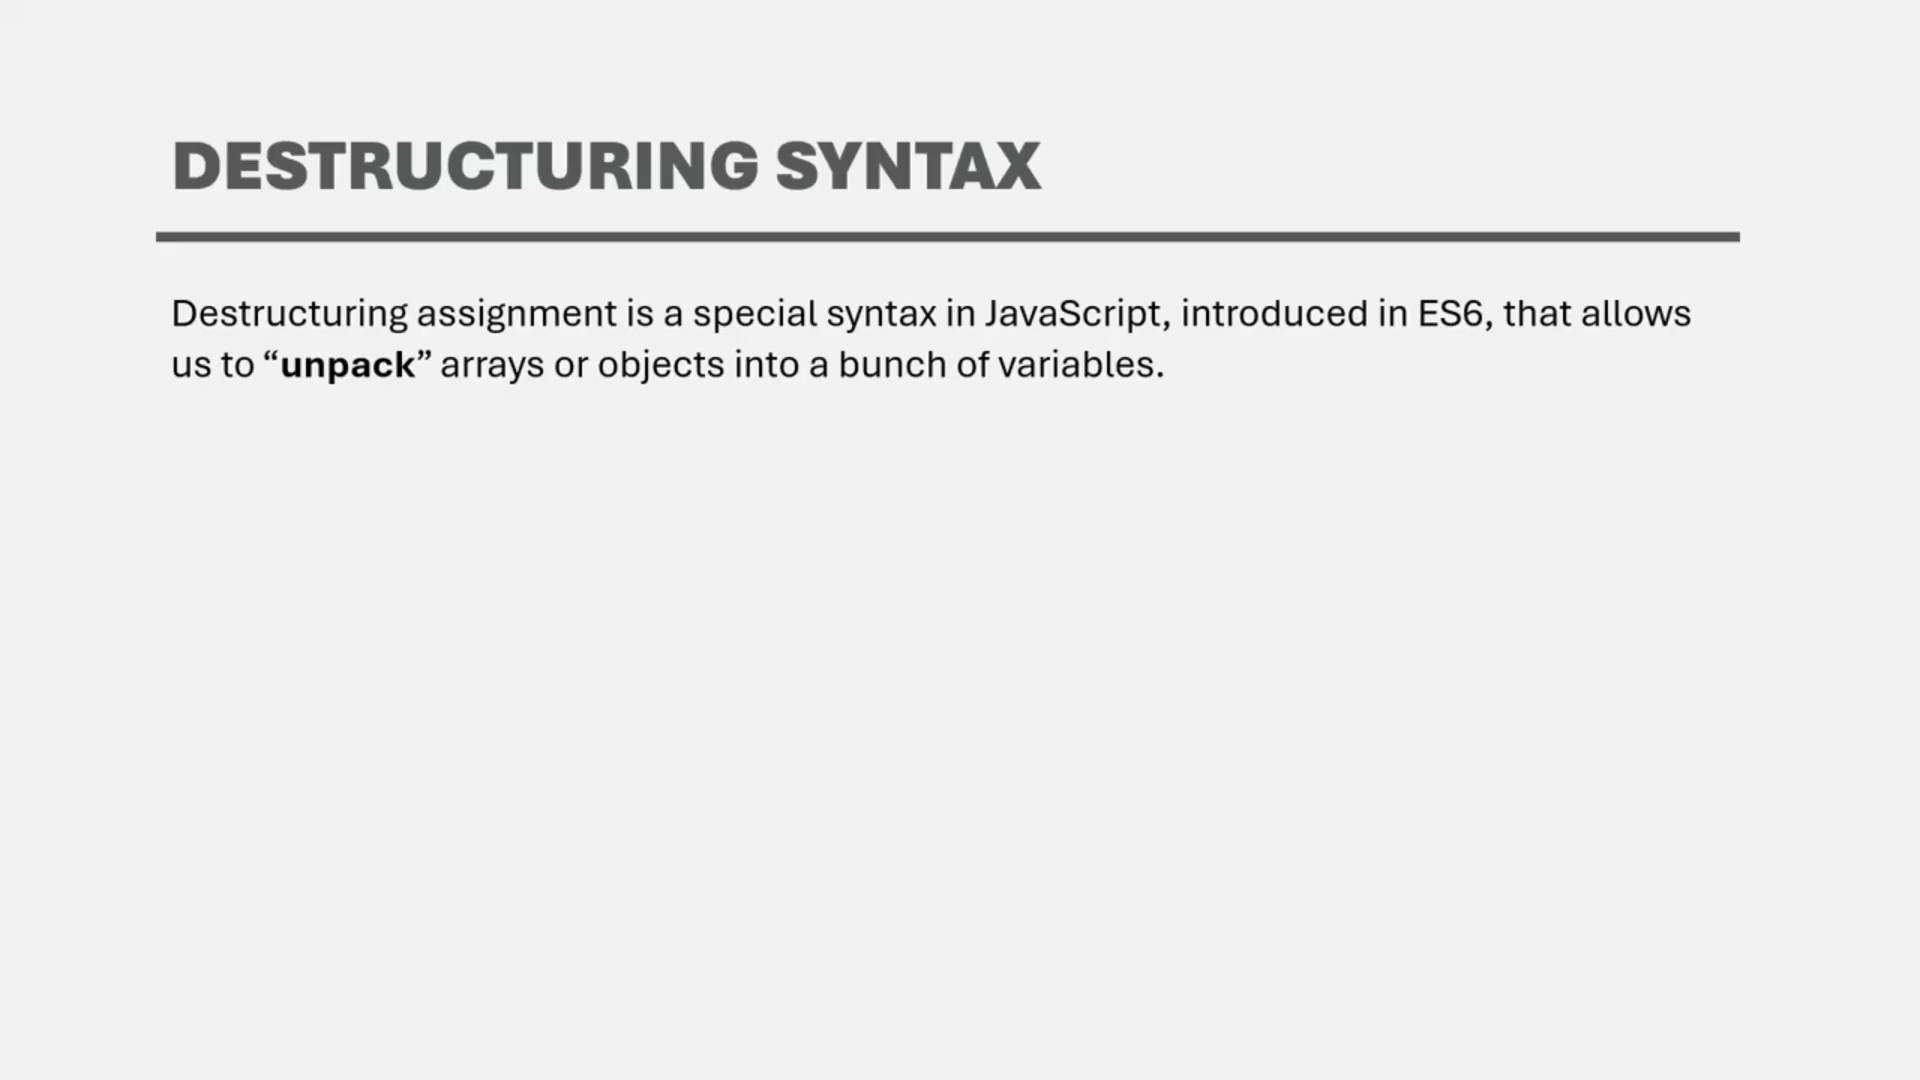 DESTRUCTURING SYNTAX
Destructuring assignment is a special syntax in JavaScript, introduced in ES6, that allows
us to “unpack” arrays or objects into a bunch of variables.